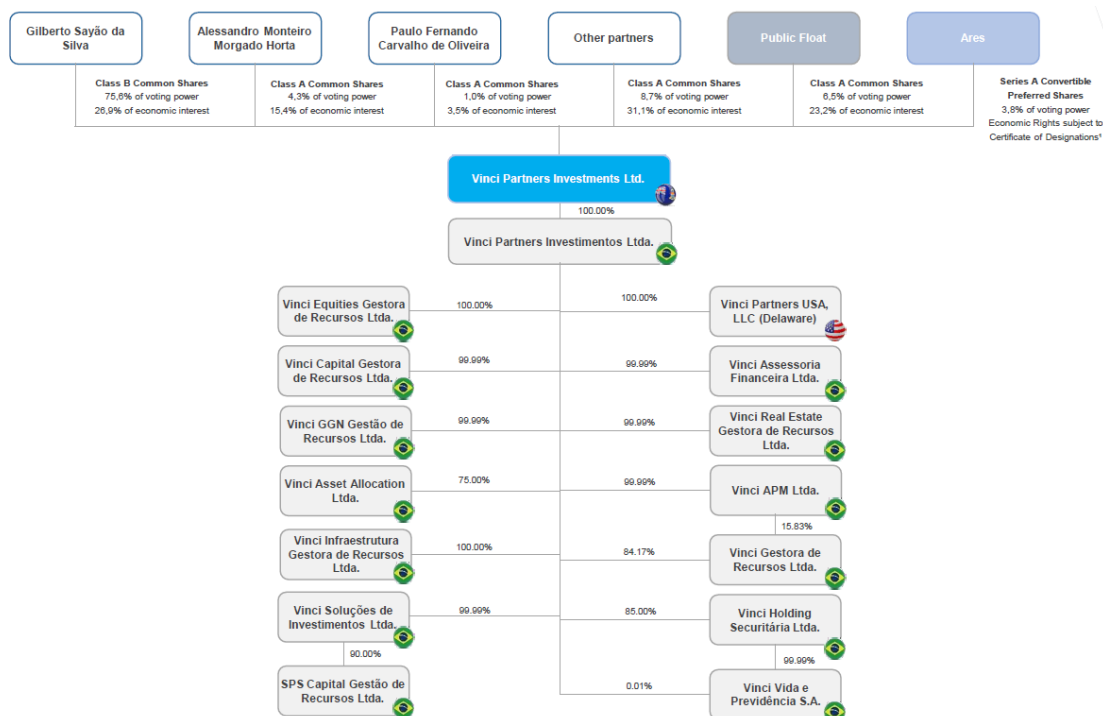 Gilberto Sayão da
Silva
Alessandro Monteiro
Morgado Horta
Paulo Fernando
Carvalho de Oliveira
Other partners
Public Float
Ares
Class B Common Shares
75,6% of voting power
26,9% of economic interest
Class A Common Shares
4,3% of voting power
15,4% of economic interest
Class A Common Shares
1,0% of voting power
3,5% of economic interest
Class A Common Shares
8,7% of voting power
31,1% of economic interest
Class A Common Shares
6,5% of voting power
23,2% of economic interest
Series A Convertible
Preferred Shares
3,8% of voting power
Economic Rights subject to
Certificate of Designations¹
Vinci Partners Investments Ltd.
100.00%
Vinci Partners Investimentos Ltda.
Vinci Equities Gestora
de Recursos Ltda.
100.00%
100.00%
Vinci Partners USA,
LLC (Delaware)
Vinci Capital Gestora
de Recursos Ltda.
99.99%
99.99%
Vinci Assessoria
Financeira Ltda.
Vinci GGN Gestão de
Recursos Ltda.
99.99%
99.99%
Vinci Real Estate
Gestora de Recursos
Ltda.
Vinci Asset Allocation
Ltda.
75.00%
99.99%
Vinci APM Ltda.
15.83%
Vinci Infraestrutura
Gestora de Recursos
Ltda.
100.00%
84.17%
Vinci Gestora de
Recursos Ltda.
Vinci Soluções de
Investimentos Ltda.
99.99%
85.00%
Vinci Holding
Securitária Ltda.
90.00%
99.99%
SPS Capital Gestão de
Recursos Ltda.
0.01%
Vinci Vida e
Previdência S.A.